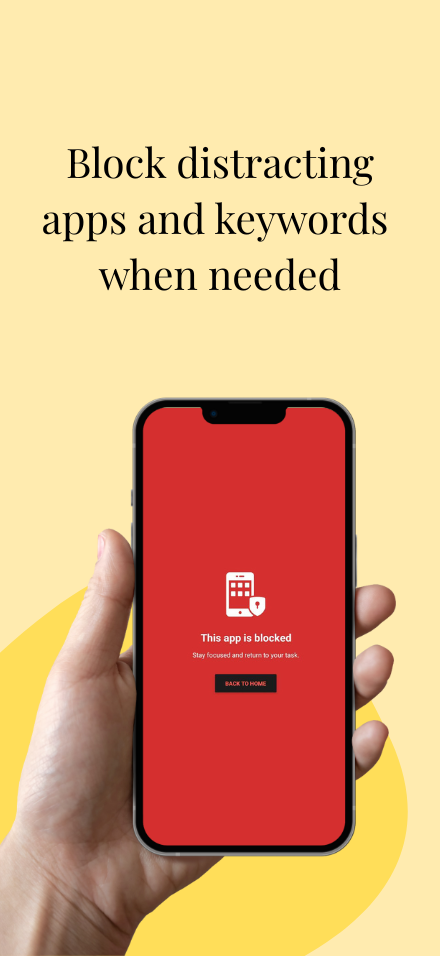 Block distracting
apps and keywords
when needed
This app is blocked
Stay focused and return to your task.
BACK TO HOME